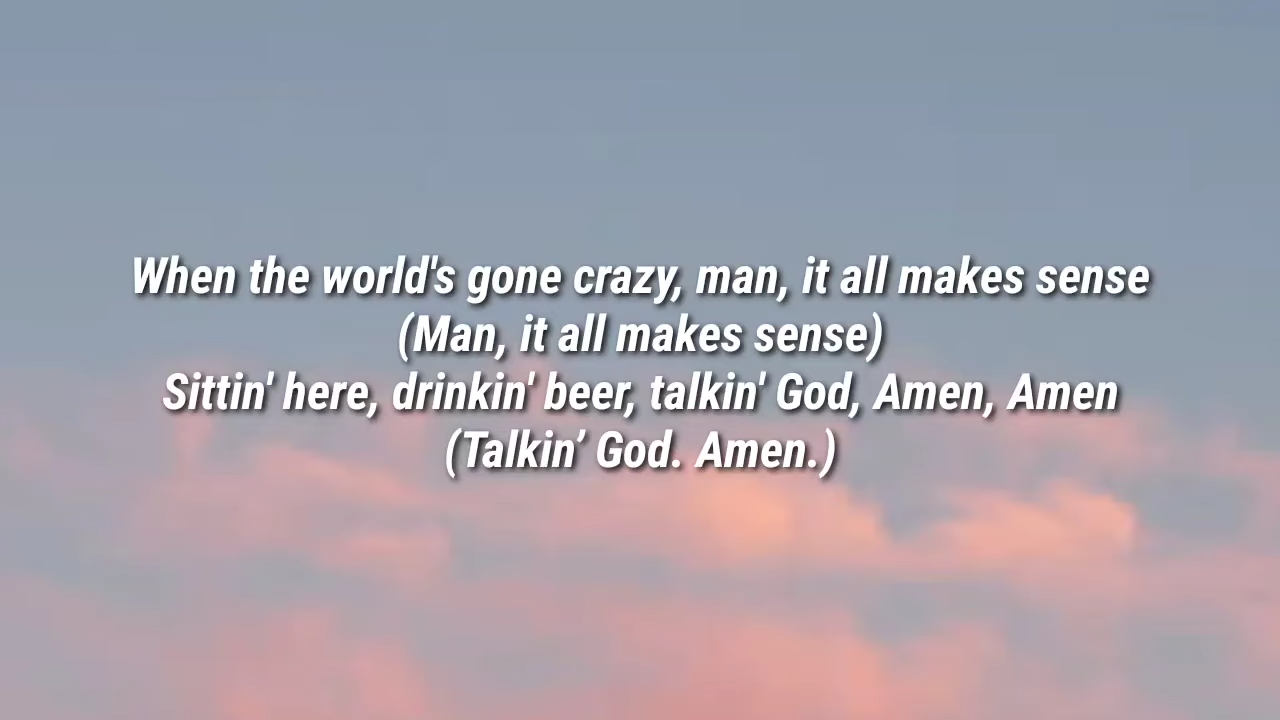 When the world's gone crazy, man, it all makes sense
(Man, it all makes sense)
Sittin' here, drinkin' beer, talkin' God, Amen, Amen
(Talkin’ God. Amen.)